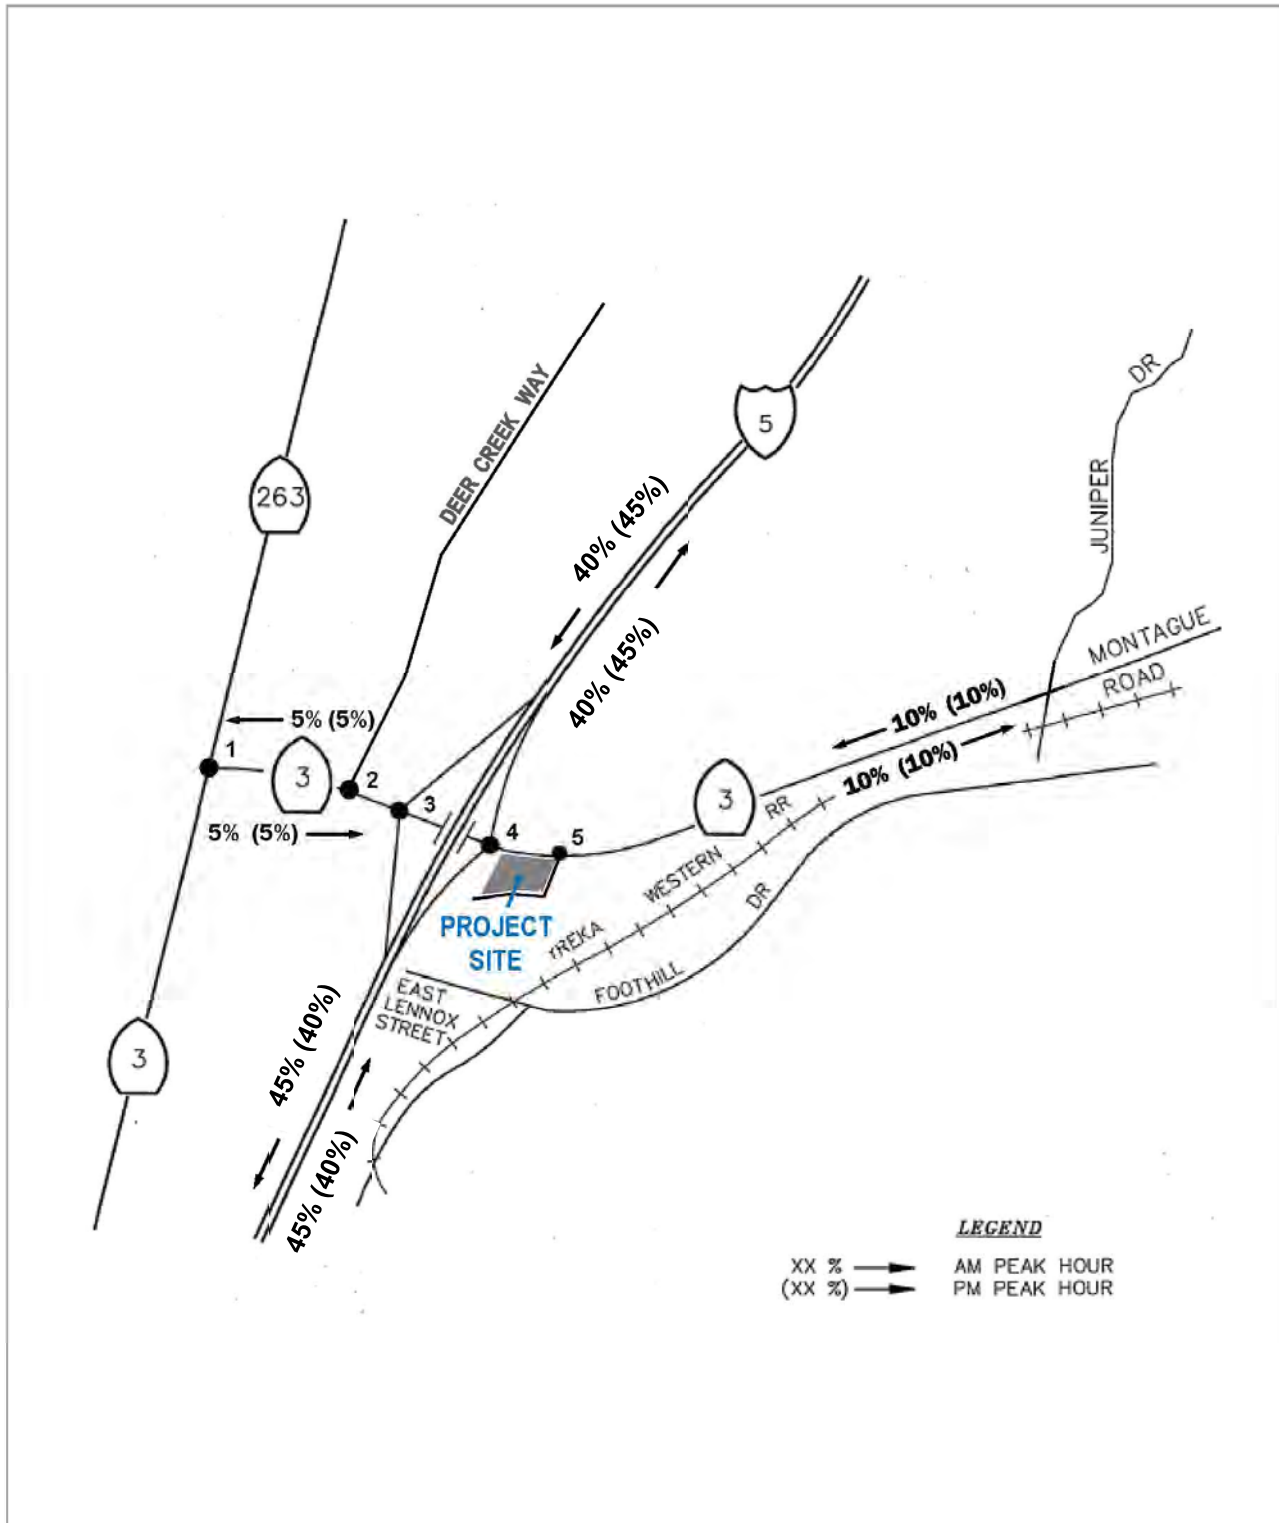 263
DEER CREEK WAY
5
DR
JUNIPER
40% (45%)
40% (45%)
MONTAGUE
ROAD
10% (10%)
10% (10%)
5% (5%)
1
3
2
3
5% (5%)
4
5
3
RR
WESTERN
YREKA
DR
FOOTHILL
PROJECT
SITE
EAST
LENNOX
STREET
3
45% (40%)
45% (40%)
LEGEND
XX % AM PEAK HOUR
(XX %) PM PEAK HOUR